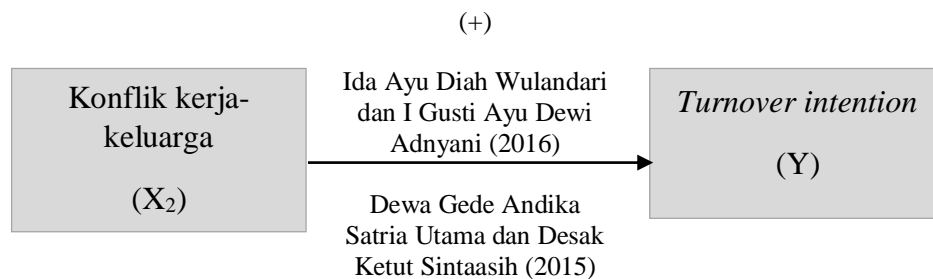 (+)
Konflik kerja-
keluarga
(X₂)
Ida Ayu Diah Wulandari
dan I Gusti Ayu Dewi
Adnyani (2016)
Dewa Gede Andika
Satria Utama dan Desak
Ketut Sintaasih (2015)
Turnover intention
(Y)